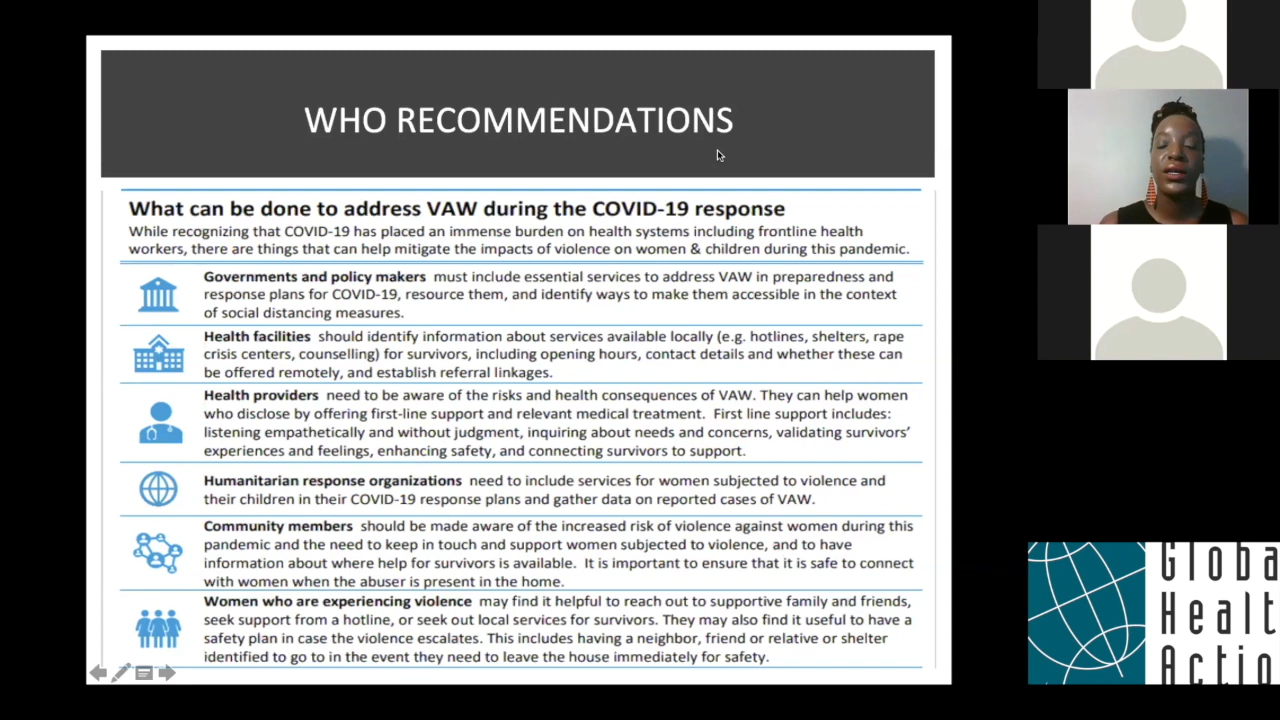 WHO RECOMMENDATIONS
What can be done to address VAW during the COVID-19 response
While recognizing that COVID-19 has placed an immense burden on health systems including frontline health
workers, there are things that can help mitigate the impacts of violence on women & children during this pandemic.
Governments and policy makers must include essential services to address VAW in preparedness and
response plans for COVID-19, resource them, and identify ways to make them accessible in the context
of social distancing measures.
Health facilities should identify information about services available locally (e.g. hotlines, shelters, rape
crisis centers, counselling) for survivors, including opening hours, contact details and whether these can
be offered remotely, and establish referral linkages.
Health providers need to be aware of the risks and health consequences of VAW. They can help women
who disclose by offering first-line support and relevant medical treatment. First line support includes:
listening empathetically and without judgment, inquiring about needs and concerns, validating survivors'
experiences and feelings, enhancing safety, and connecting survivors to support.
Humanitarian response organizations need to include services for women subjected to violence and
their children in their COVID-19 response plans and gather data on reported cases of VAW.
Community members should be made aware of the increased risk of violence against women during this
pandemic and the need to keep in touch and support women subjected to violence, and to have
information about where help for survivors is available. It is important to ensure that it is safe to connect
with women when the abuser is present in the home.
Women who are experiencing violence may find it helpful to reach out to supportive family and friends,
seek support from a hotline, or seek out local services for survivors. They may also find it useful to have a
safety plan in case the violence escalates. This includes having a neighbor, friend or relative or shelter
identified to go to in the event they need to leave the house immediately for safety.
Globa
Healt
Actio